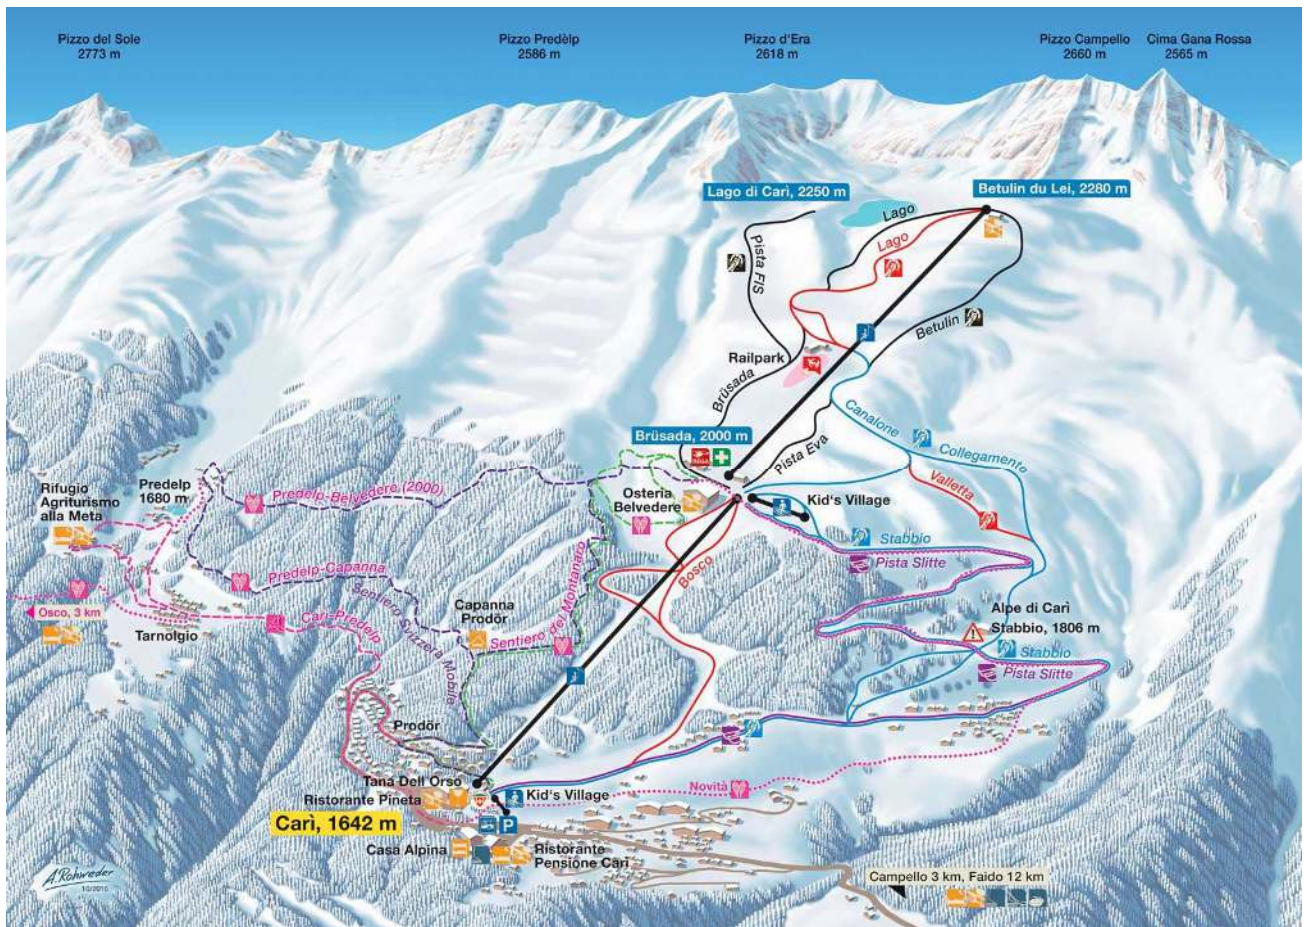 Pizzo del Sole
2773 m
Pizzo Predèlp
2586 m
Pizzo d'Era
2618 m
Pizzo Campello
2660 m
Cima Gana Rossa
2565 m
Lago di Carì, 2250 m
Betulin du Lei, 2280 m
Lago
Lago
Pista FIS
Betulin
Railpark
Brüsada
Canalone
Collegamento
Pista Eva
Valletta
Brüsada, 2000 m
Rifugio
Agriturismo
alla Meta
Predelp
1680 m
Predelp-Belvedere (2000)
Osteria
Belvedere
Kid's Village
Stabbio
Pista Slitte
Bosco
Predelp-Capanna
Sentiero Svizzera Mobile
Sentiero del Montanaro
Capanna
Prodör
Osco, 3 km
Tarnolgio
Carì-Predelp
Alpe di Carì
Stabbio, 1806 m
Stabbio
Pista Slitte
Prodör
Tana Dell Orso
Ristorante Pineta
Kid's Village
Novità
Carì, 1642 m
P
Casa Alpina
Ristorante
Pensione Carì
Campello 3 km, Faido 12 km
A. Rohweder
10/2010